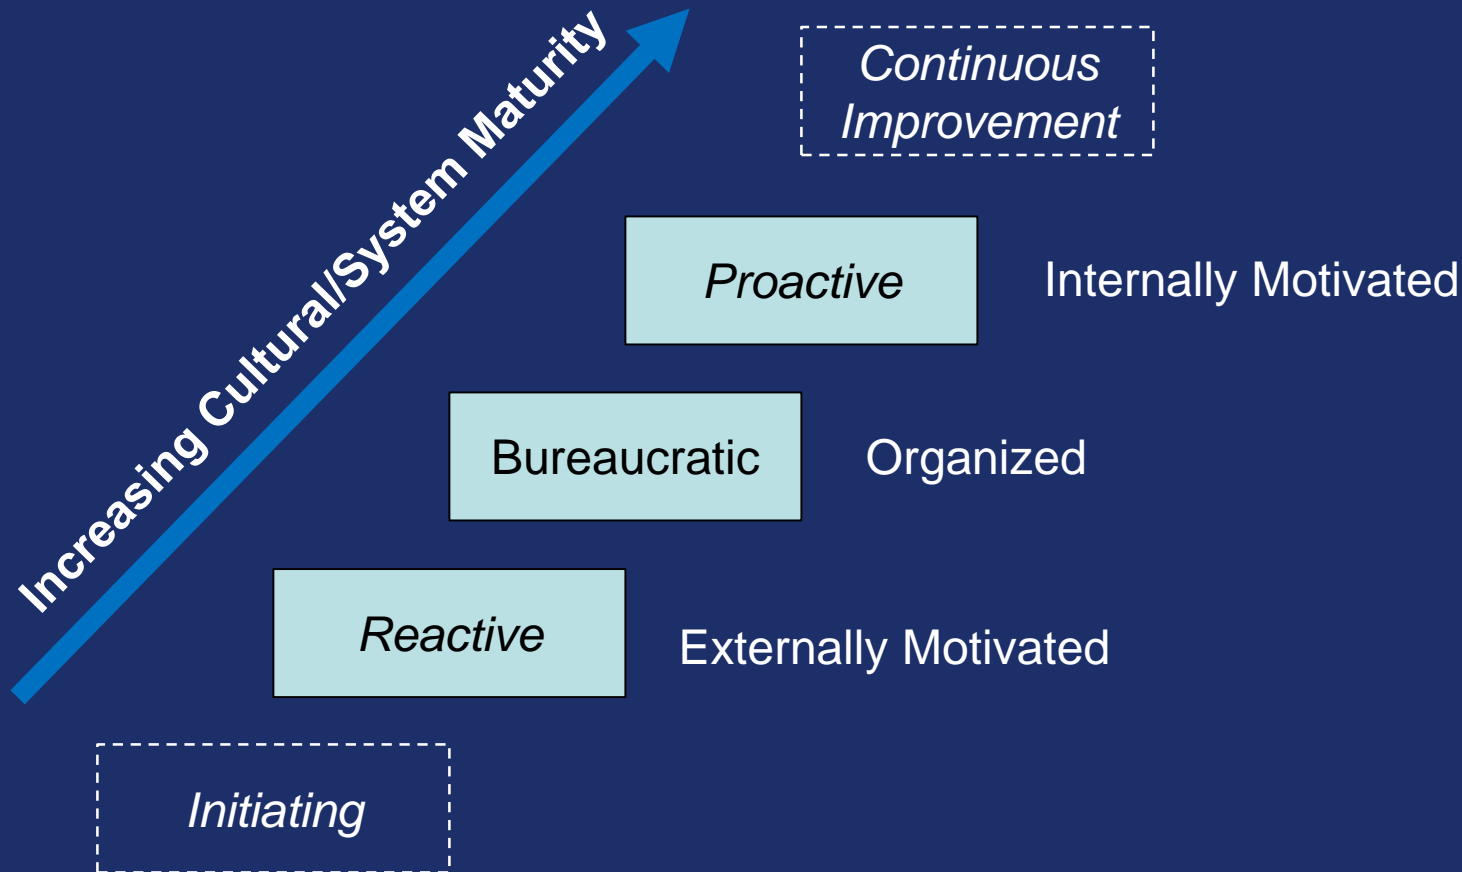 Increasing Cultural/System Maturity
Continuous
Improvement
Proactive
Internally Motivated
Bureaucratic
Organized
Reactive
Externally Motivated
Initiating